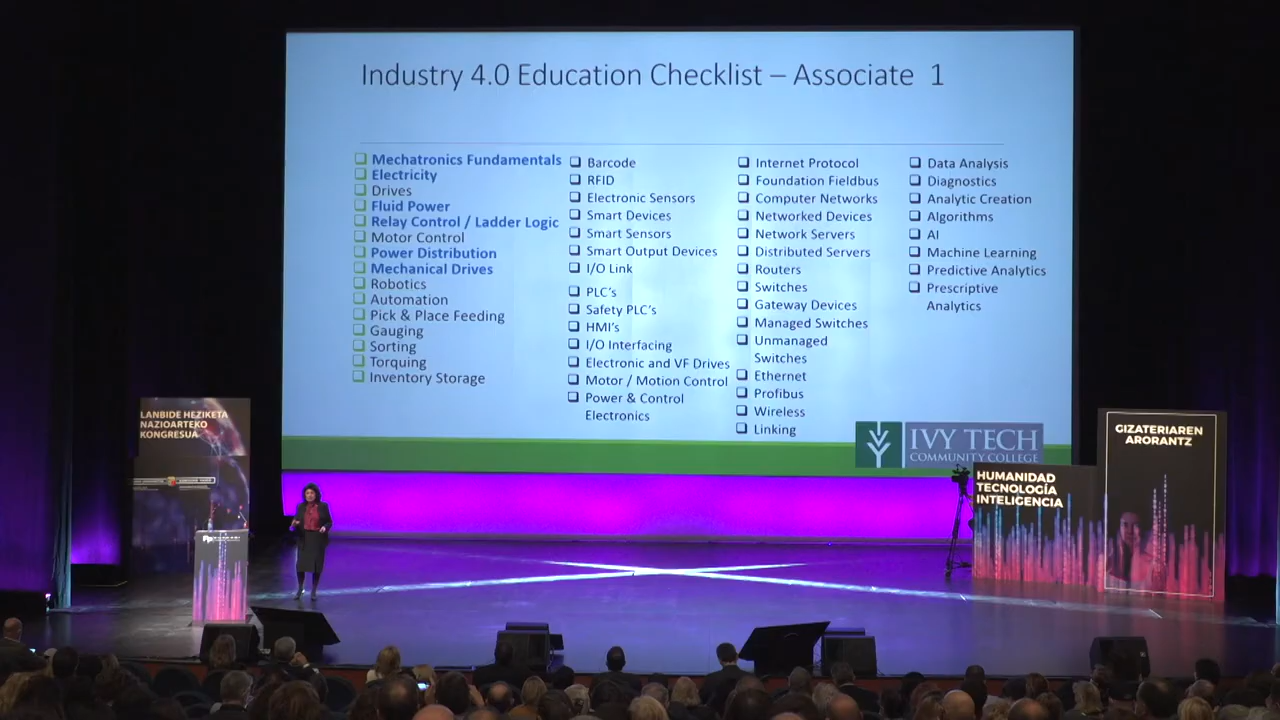 Industry 4.0 Education Checklist – Associate 1
Mechatronics Fundamentals
Electricity
Drives
Fluid Power
Relay Control / Ladder Logic
Motor Control
Power Distribution
Mechanical Drives
Robotics
Automation
Pick & Place Feeding
Gauging
Sorting
Torquing
Inventory Storage
Barcode
RFID
Electronic Sensors
Smart Devices
Smart Sensors
Smart Output Devices
I/O Link
PLC's
Safety PLC's
HMI's
I/O Interfacing
Electronic and VF Drives
Motor / Motion Control
Power & Control
Electronics
Internet Protocol
Foundation Fieldbus
Computer Networks
Networked Devices
Network Servers
Distributed Servers
Routers
Switches
Gateway Devices
Managed Switches
Unmanaged
Switches
Ethernet
Profibus
Wireless
Linking
Data Analysis
Diagnostics
Analytic Creation
Algorithms
AI
Machine Learning
Predictive Analytics
Prescriptive
Analytics
IVY TECH
COMMUNITY COLLEGE
LANBIDE HEZIKETA
NAZIOARTEKO
KONGRESUA
HUMANIDAD
TECNOLOGÍA
INTELIGENCIA
GIZATERIAREN
ARORANTZ